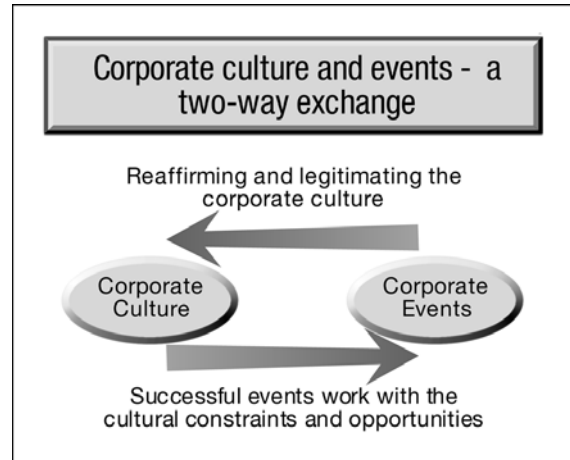 Corporate culture and events - a
two-way exchange
Reaffirming and legitimating the
corporate culture
Corporate
Culture
Corporate
Events
Successful events work with the
cultural constraints and opportunities